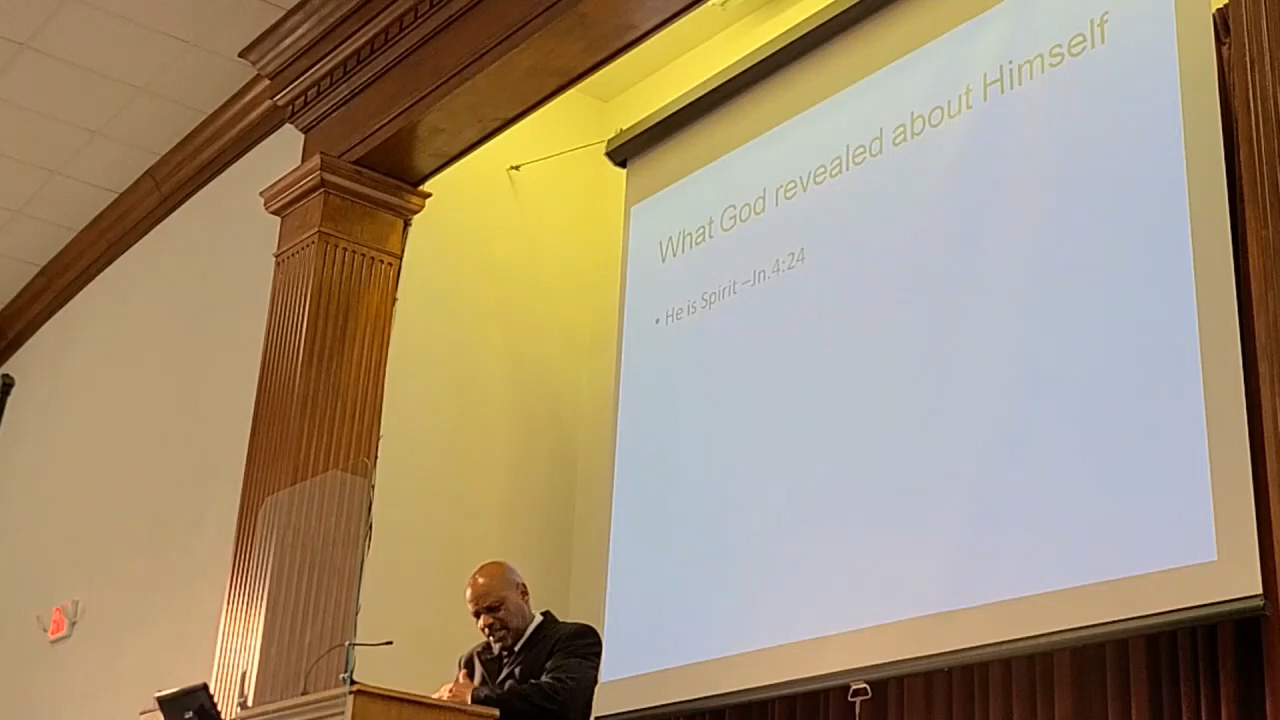 What God revealed about Himself
• He is Spirit –Jn.4:24